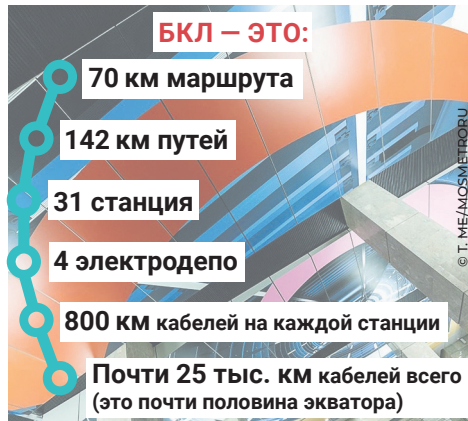 БКЛ — ЭТО:
70 км маршрута
142 км путей
31 станция
4 электродепо
800 км кабелей на каждой станции
Почти 25 тыс. км кабелей всего
(это почти половина экватора)
© T. ME/MOSMETRORU